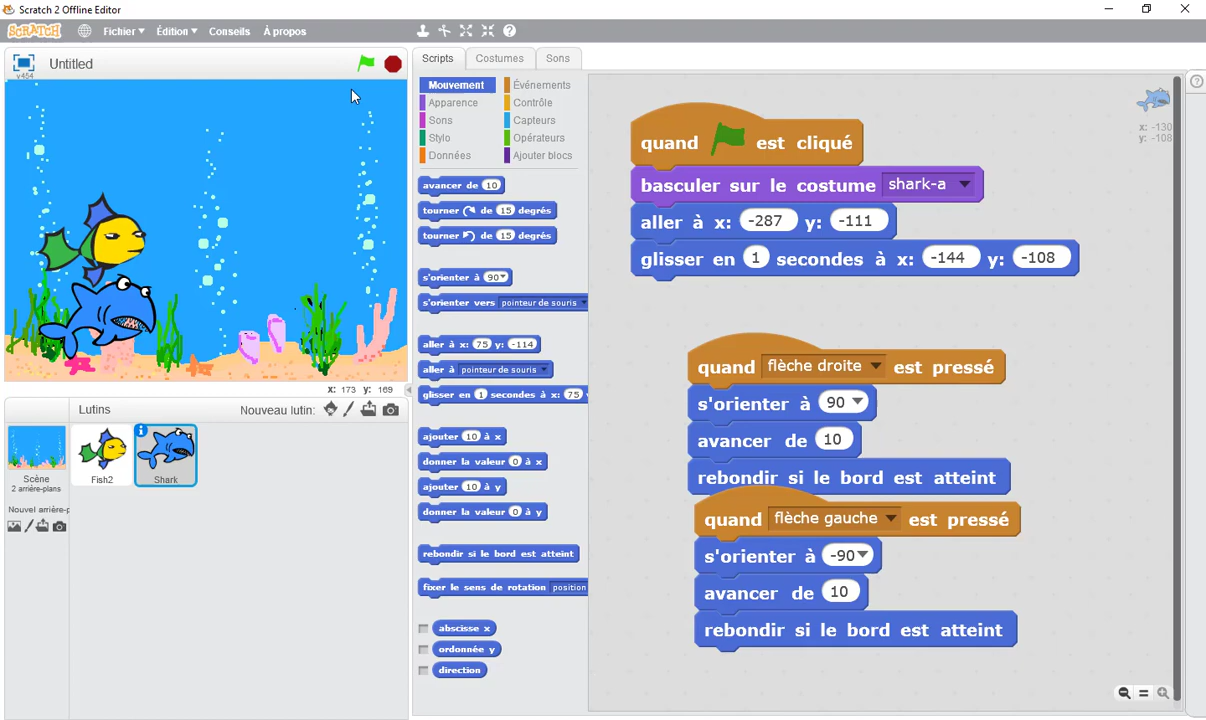 Scratch 2 Offline Editor
SCRATCH Fichier Édition Conseils À propos
v454 Untitled
x: 173 y: 169
Lutins Nouveau lutin:
Scène
2 arrière-plans
Nouvel arrière-p
Fish2
Shark
Scripts Costumes Sons
Mouvement Événements
Apparence Contrôle
Sons Capteurs
Stylo Opérateurs
Données Ajouter blocs
avancer de 10
tourner de 15 degrés
tourner de 15 degrés
s'orienter à 90
s'orienter vers pointeur de souris
aller à x: 75 y: -114
aller à pointeur de souris
glisser en 1 secondes à x: 75
ajouter 10 à x
donner la valeur 0 à x
ajouter 10 à y
donner la valeur 0 à y
rebondir si le bord est atteint
fixer le sens de rotation position
abscisse x
ordonnée y
direction
quand est cliqué
basculer sur le costume shark-a
aller à x: -287 y: -111
glisser en 1 secondes à x: -144 y: -108
quand flèche droite est pressé
s'orienter à 90
avancer de 10
rebondir si le bord est atteint
quand flèche gauche est pressé
s'orienter à -90
avancer de 10
rebondir si le bord est atteint
x: -130
y: -108